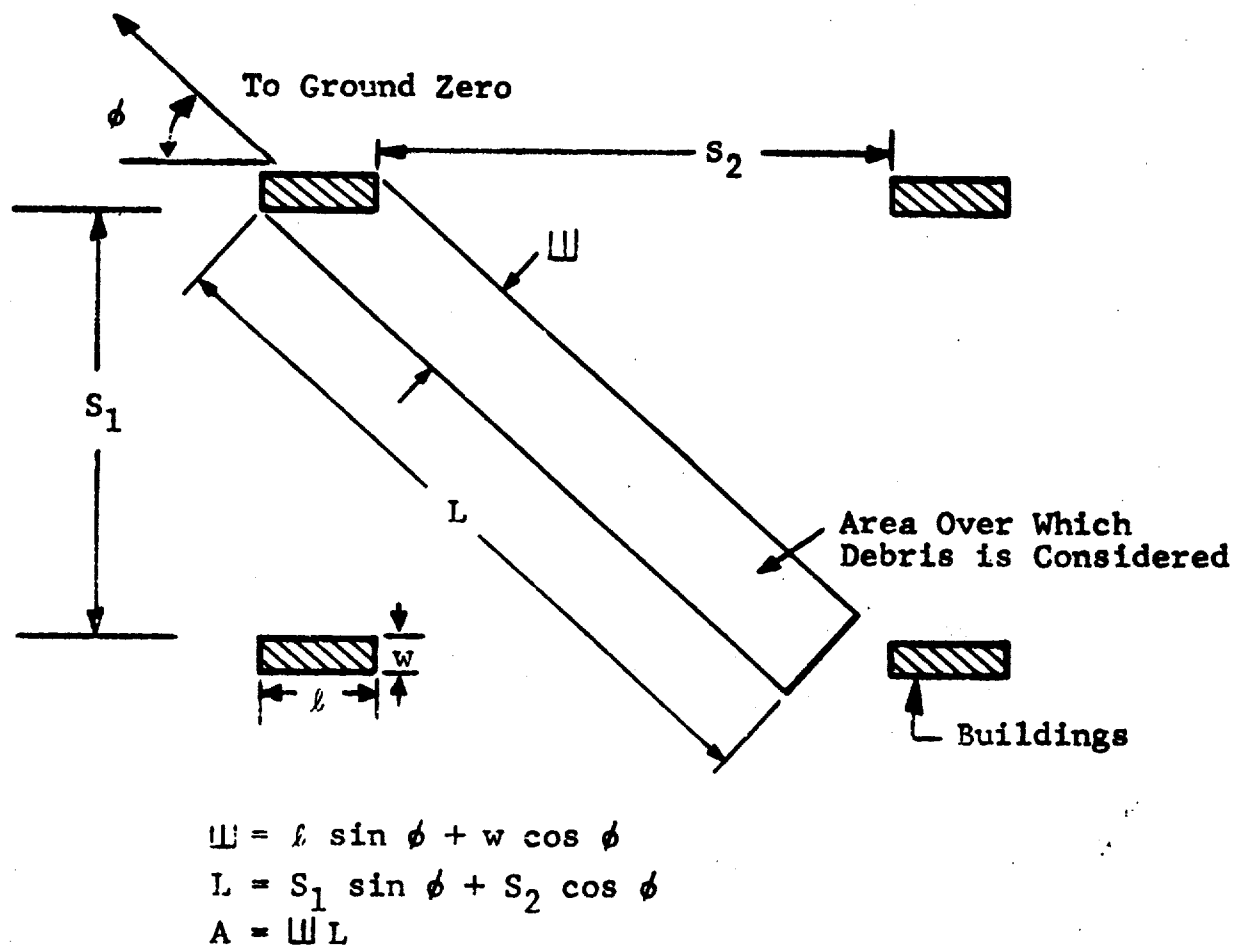 To Ground Zero
ϕ
S₂
Ш
S₁
L
Area Over Which
Debris is Considered
w
ℓ
Buildings
Ш = ℓ sin ϕ + w cos ϕ
L = S₁ sin ϕ + S₂ cos ϕ
A = Ш L